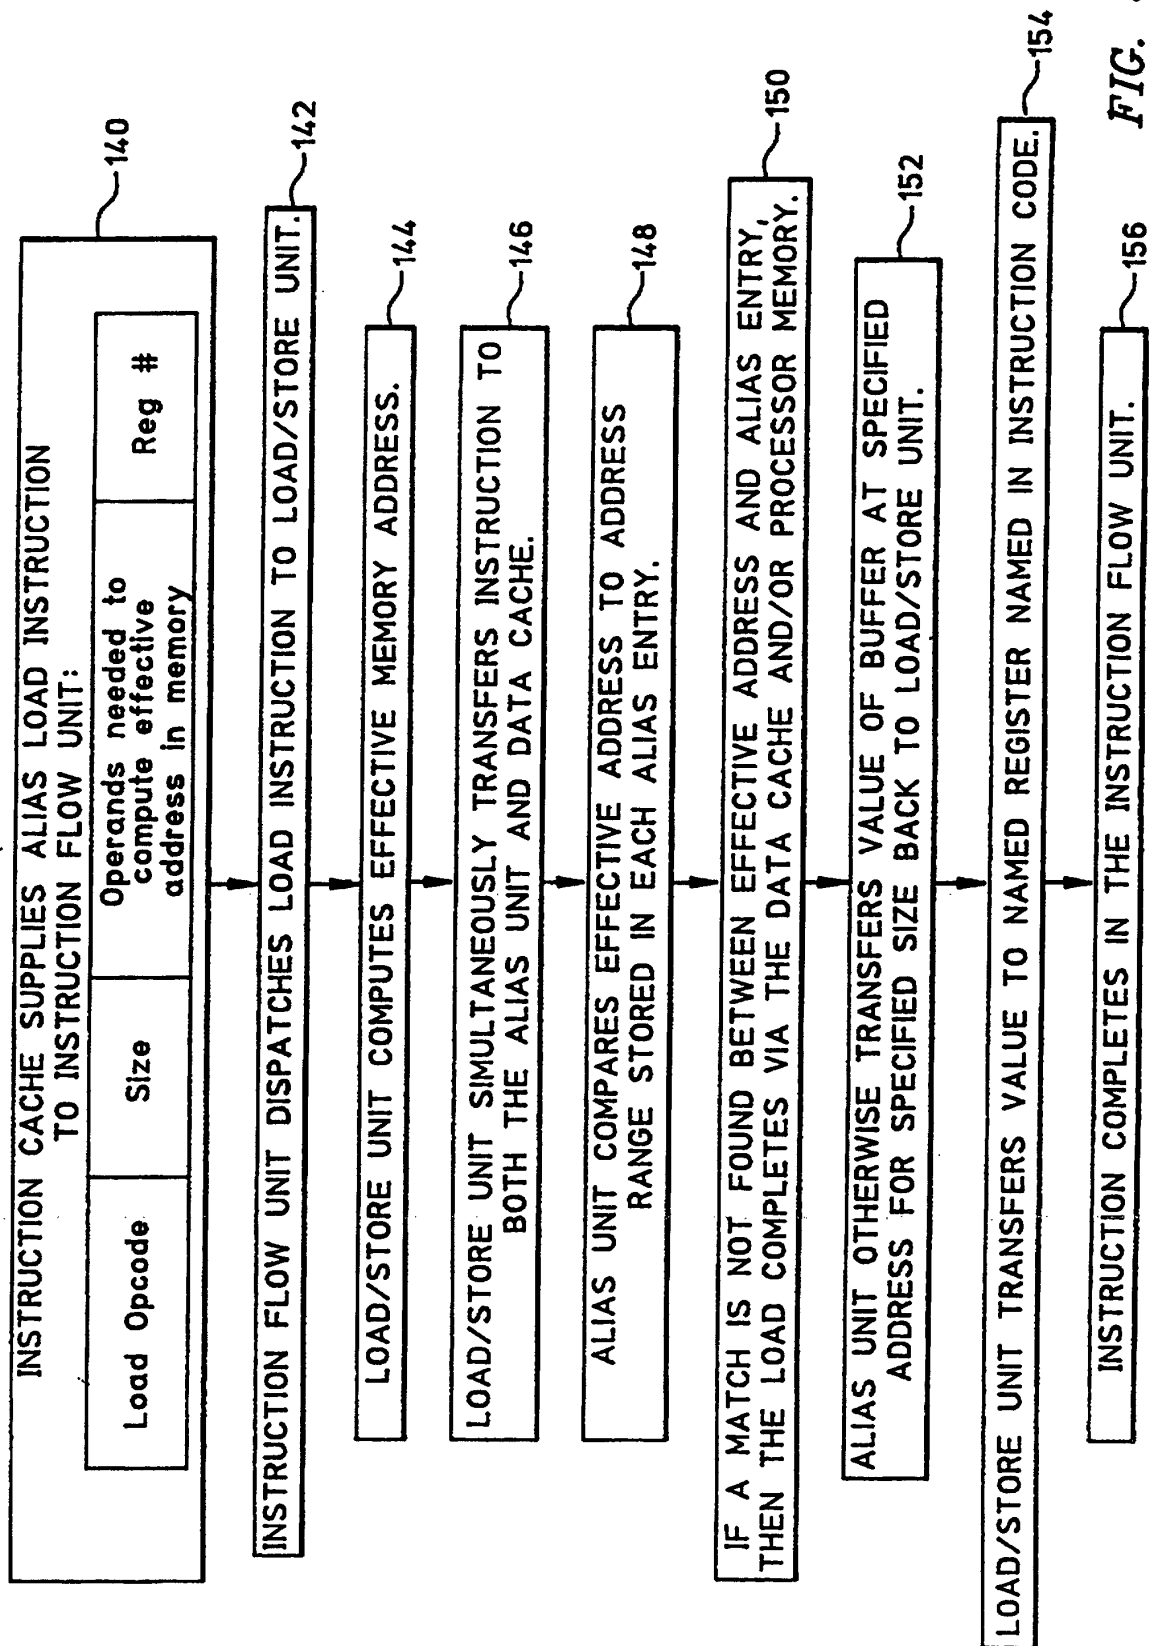 INSTRUCTION CACHE SUPPLIES ALIAS LOAD INSTRUCTION
TO INSTRUCTION FLOW UNIT:
Load Opcode
Size
Operands needed to
compute effective
address in memory
Reg #
140
INSTRUCTION FLOW UNIT DISPATCHES LOAD INSTRUCTION TO LOAD/STORE UNIT.
142
LOAD/STORE UNIT COMPUTES EFFECTIVE MEMORY ADDRESS.
144
LOAD/STORE UNIT SIMULTANEOUSLY TRANSFERS INSTRUCTION TO
BOTH THE ALIAS UNIT AND DATA CACHE.
146
ALIAS UNIT COMPARES EFFECTIVE ADDRESS TO ADDRESS
RANGE STORED IN EACH ALIAS ENTRY.
148
IF A MATCH IS NOT FOUND BETWEEN EFFECTIVE ADDRESS AND ALIAS ENTRY,
THEN THE LOAD COMPLETES VIA THE DATA CACHE AND/OR PROCESSOR MEMORY.
150
ALIAS UNIT OTHERWISE TRANSFERS VALUE OF BUFFER AT SPECIFIED
ADDRESS FOR SPECIFIED SIZE BACK TO LOAD/STORE UNIT.
152
LOAD/STORE UNIT TRANSFERS VALUE TO NAMED REGISTER NAMED IN INSTRUCTION CODE.
154
INSTRUCTION COMPLETES IN THE INSTRUCTION FLOW UNIT.
156
FIG.